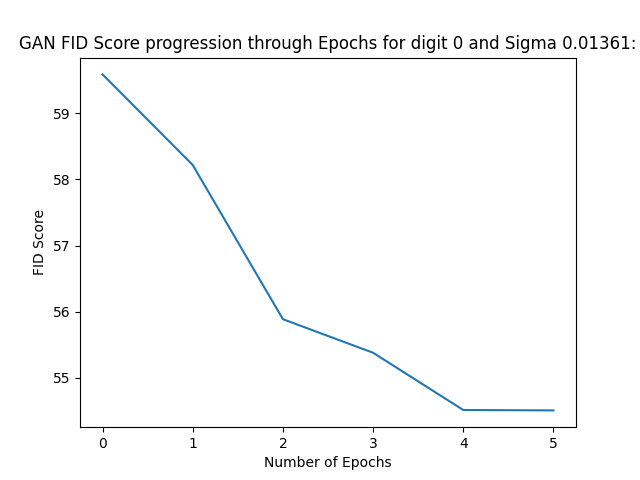 GAN FID Score progression through Epochs for digit 0 and Sigma 0.01361:
59
58
57
56
55
FID Score
0 1 2 3 4 5
Number of Epochs